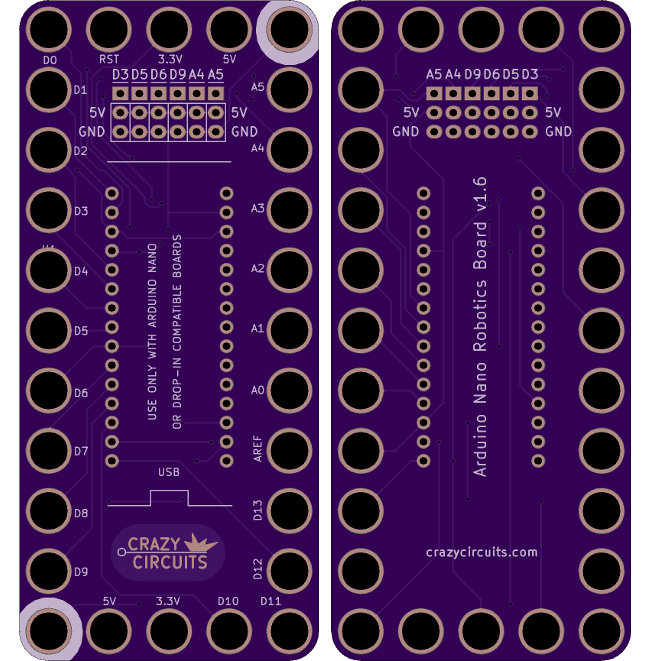 D0 RST 3.3V 5V
D3 D5 D6 D9 A4 A5
D1
A5
5V 5V
GND GND
D2
A4
D3
A3
D4
A2
D5
A1
D6
A0
D7
AREF
D8
D13
D9
D12
USE ONLY WITH ARDUINO NANO
OR DROP-IN COMPATIBLE BOARDS
USB
CRAZY
CIRCUITS
5V 3.3V D10 D11
A5 A4 D9 D6 D5 D3
5V 5V
GND GND
Arduino Nano Robotics Board v1.6
crazycircuits.com